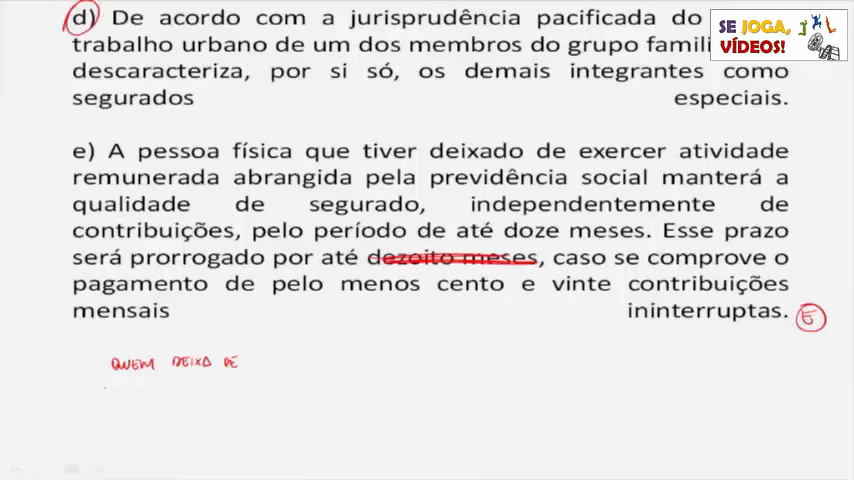 d) De acordo com a jurisprudência pacificada do
SE JOGA,
VÍDEOS!
trabalho urbano de um dos membros do grupo
descaracteriza, por si só, os demais integrantes como
segurados especiais.
e) A pessoa física que tiver deixado de exercer atividade
remunerada abrangida pela previdência social manterá a
qualidade de segurado, independentemente de
contribuições, pelo período de até doze meses. Esse prazo
será prorrogado por até dezoito meses, caso se comprove o
pagamento de pelo menos cento e vinte contribuições
mensais ininterruptas. E
QUEM DEIXA DE